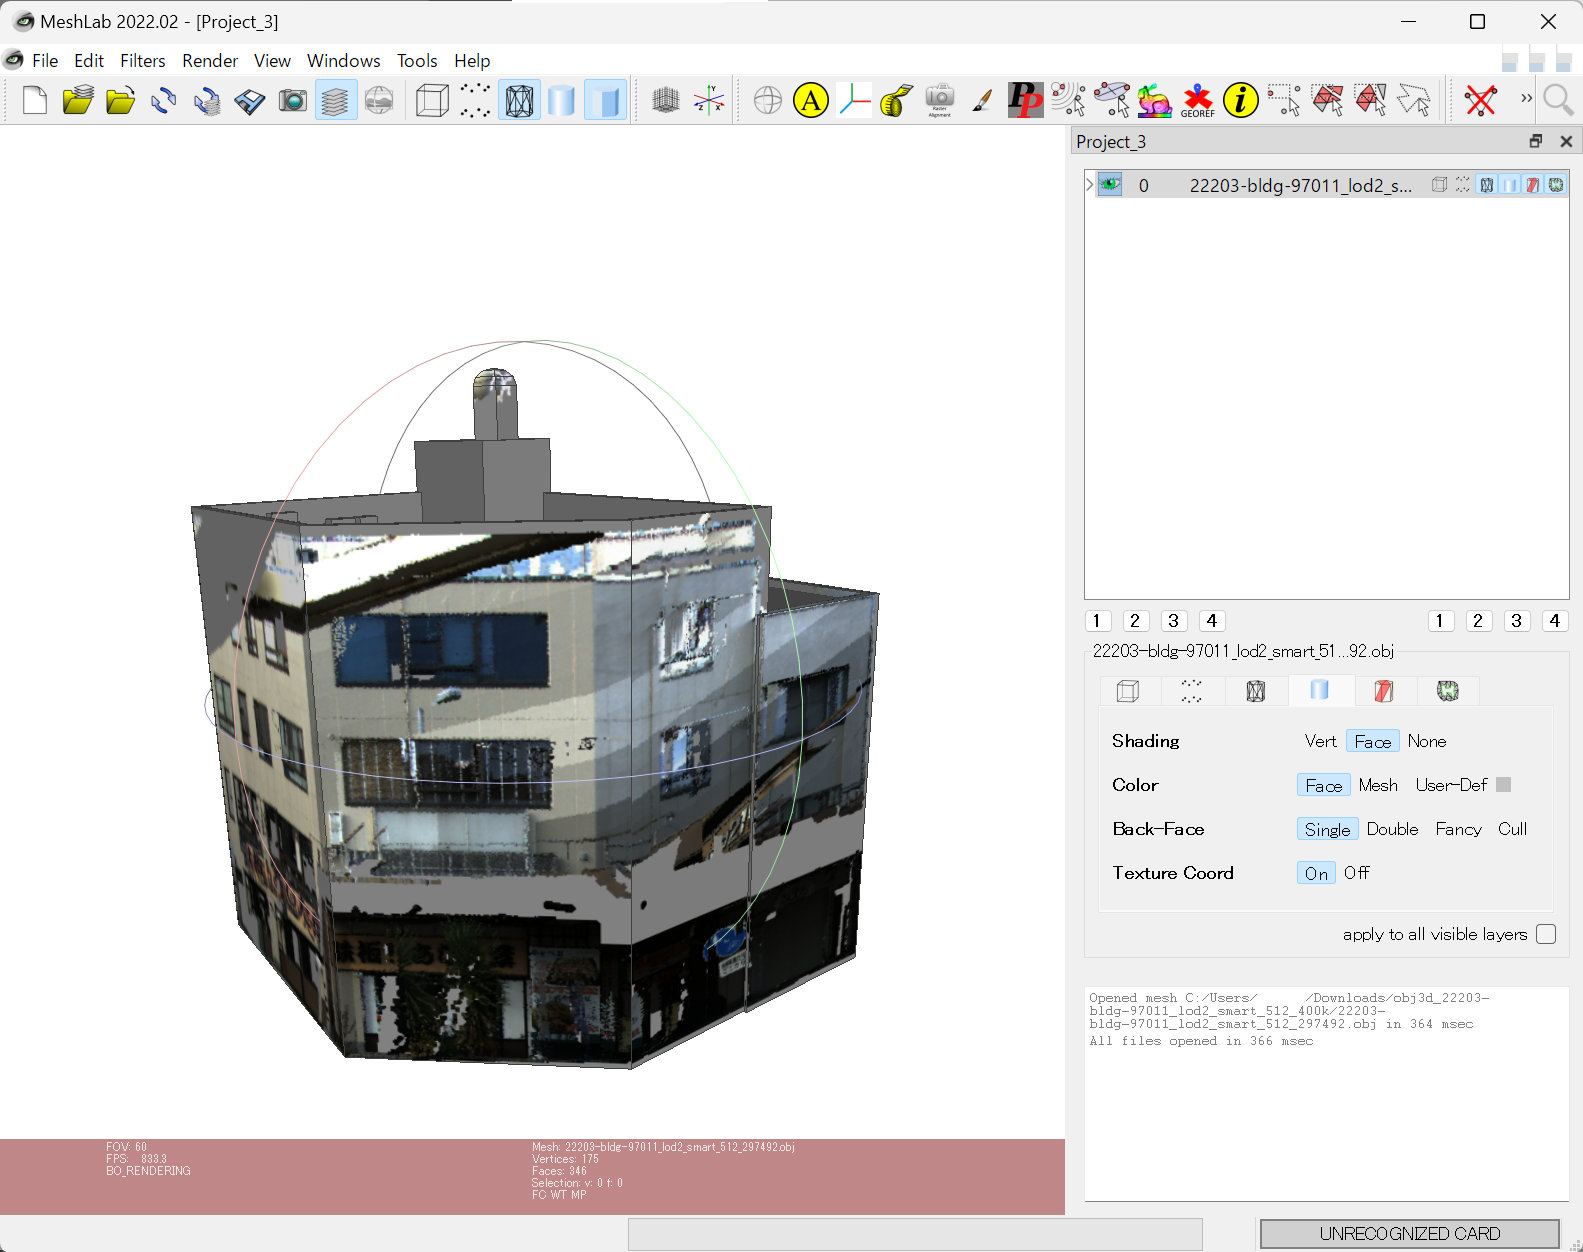 MeshLab 2022.02 - [Project_3]
File Edit Filters Render View Windows Tools Help
A
Raster Alignment
PP
GEOREF
i
Project_3
0 22203-bldg-97011_lod2_s...
1 2 3 4 1 2 3 4
22203-bldg-97011_lod2_smart_51...92.obj
Shading Vert Face None
Color Face Mesh User-Def
Back-Face Single Double Fancy Cull
Texture Coord On Off
apply to all visible layers
Opened mesh C:/Users/ /Downloads/obj3d_22203-
bldg-97011_lod2_smart_512_400k/22203-
bldg-97011_lod2_smart_512_297492.obj in 364 msec
All files opened in 366 msec
FOV: 60
FPS: 833.3
BO_RENDERING
Mesh: 22203-bldg-97011_lod2_smart_512_297492.obj
Vertices: 175
Faces: 346
Selection: v: 0 f: 0
FC WT MP
UNRECOGNIZED CARD